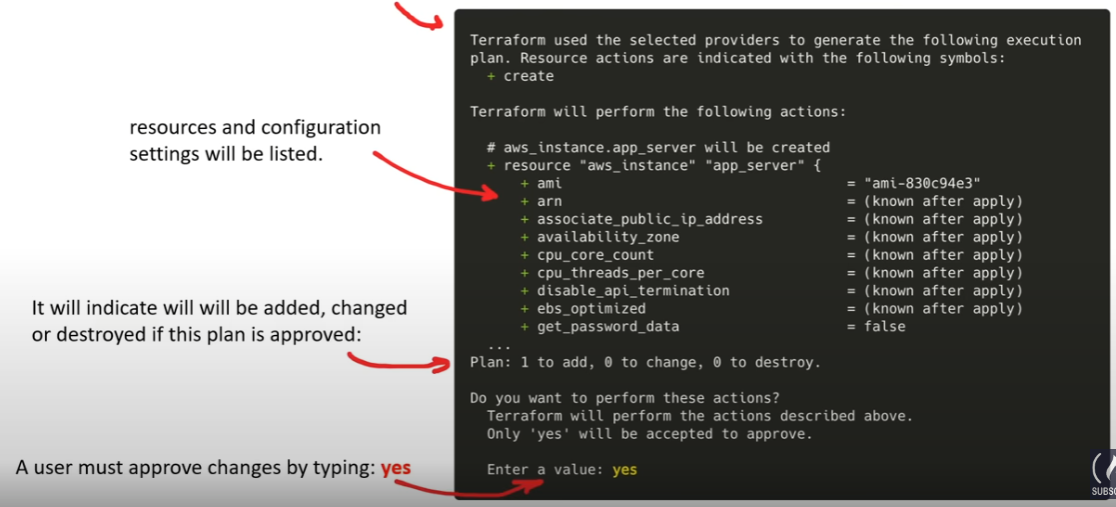 Terraform used the selected providers to generate the following execution
plan. Resource actions are indicated with the following symbols:
+ create
Terraform will perform the following actions:
resources and configuration
settings will be listed.
# aws_instance.app_server will be created
+ resource "aws_instance" "app_server" {
+ ami = "ami-830c94e3"
+ arn = (known after apply)
+ associate_public_ip_address = (known after apply)
+ availability_zone = (known after apply)
+ cpu_core_count = (known after apply)
+ cpu_threads_per_core = (known after apply)
+ disable_api_termination = (known after apply)
+ ebs_optimized = (known after apply)
+ get_password_data = false
...
It will indicate will will be added, changed
or destroyed if this plan is approved:
Plan: 1 to add, 0 to change, 0 to destroy.
Do you want to perform these actions?
Terraform will perform the actions described above.
Only 'yes' will be accepted to approve.
A user must approve changes by typing: yes
Enter a value: yes